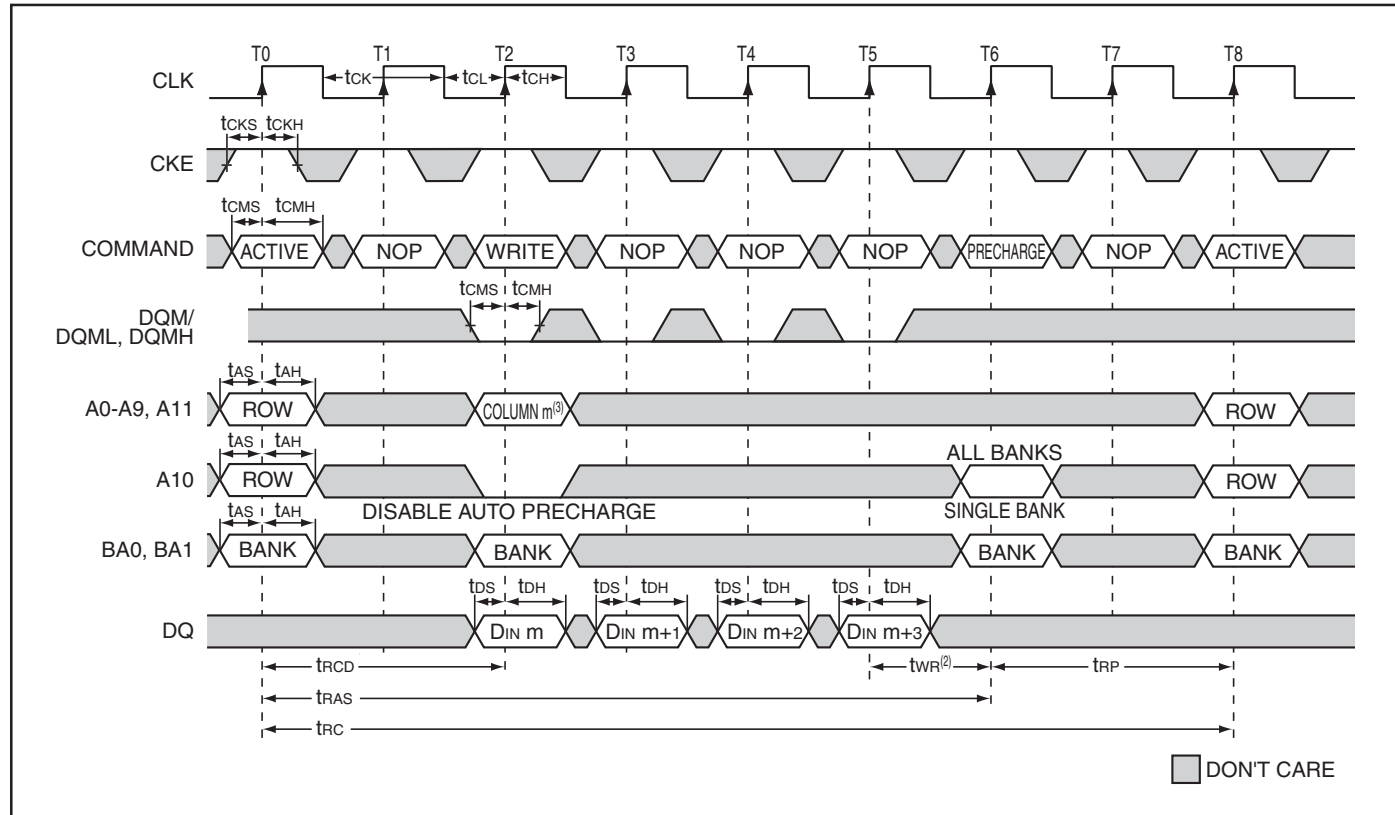 T0 T1 T2 T3 T4 T5 T6 T7 T8
CLK tCK tCL tCH
tCKS tCKH
CKE
tCMS tCMH
COMMAND ACTIVE NOP WRITE NOP NOP NOP PRECHARGE NOP ACTIVE
tCMS tCMH
DQM/
DQML, DQMH
tAS tAH
A0-A9, A11 ROW COLUMN m(3) ROW
tAS tAH ALL BANKS
A10 ROW ROW
DISABLE AUTO PRECHARGE SINGLE BANK
tAS tAH
BA0, BA1 BANK BANK BANK BANK
tDS tDH tDS tDH tDS tDH tDS tDH
DQ DIN m DIN m+1 DIN m+2 DIN m+3
tRCD tWR(2) tRP
tRAS
tRC
DON'T CARE